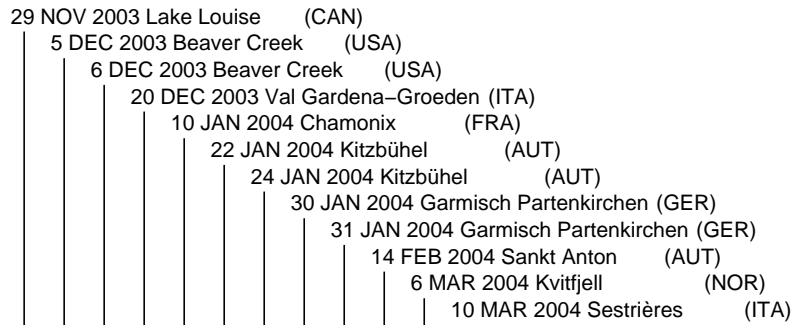 29 NOV 2003 Lake Louise (CAN)
5 DEC 2003 Beaver Creek (USA)
6 DEC 2003 Beaver Creek (USA)
20 DEC 2003 Val Gardena−Groeden (ITA)
10 JAN 2004 Chamonix (FRA)
22 JAN 2004 Kitzbühel (AUT)
24 JAN 2004 Kitzbühel (AUT)
30 JAN 2004 Garmisch Partenkirchen (GER)
31 JAN 2004 Garmisch Partenkirchen (GER)
14 FEB 2004 Sankt Anton (AUT)
6 MAR 2004 Kvitfjell (NOR)
10 MAR 2004 Sestrières (ITA)